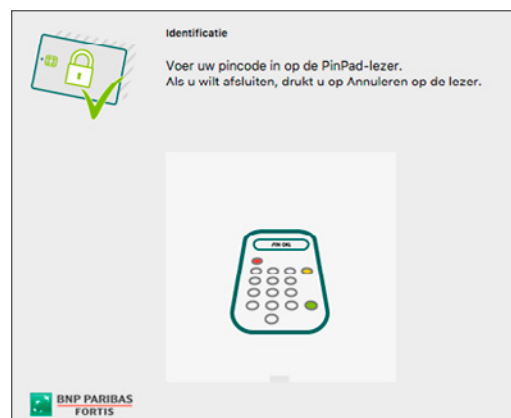 Identificatie
Voer uw pincode in op de PinPad-lezer.
Als u wilt afsluiten, drukt u op Annuleren op de lezer.
PIN OK
BNP PARIBAS
FORTIS